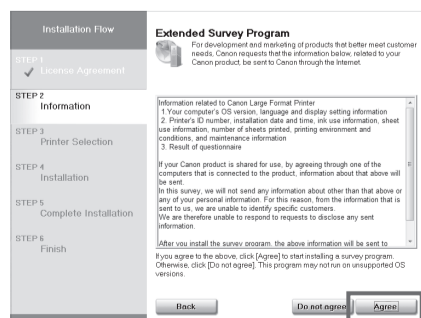 Installation Flow
STEP 1
License Agreement
STEP 2
Information
STEP 3
Printer Selection
STEP 4
Installation
STEP 5
Complete Installation
STEP 6
Finish
Extended Survey Program
For development and marketing of products that better meet customer
needs, Canon requests that the information below, related to your
Canon product, be sent to Canon through the Internet.
Information related to Canon Large Format Printer
1 Your computer's OS version, language and display setting information
2. Printer's ID number, installation date and time, ink use information, sheet
use information, number of sheets printed, printing environment and
conditions, and maintenance information
3. Result of questionnaire
If your Canon product is shared for use, by agreeing through one of the
computers that is connected to the product, information about that above will
be sent.
In this survey, we will not send any information about other than that above or
any of your personal information. For this reason, from the information that is
sent to us, we are unable to identify specific customers.
We are therefore unable to respond to requests to disclose any sent
information.
After you install the survey program, the above information will be sent to
If you agree to the above, click [Agree] to start installing a survey program.
Otherwise, click [Do not agree]. This program may not run on unsupported OS
versions.
Back
Do not agree
Agree